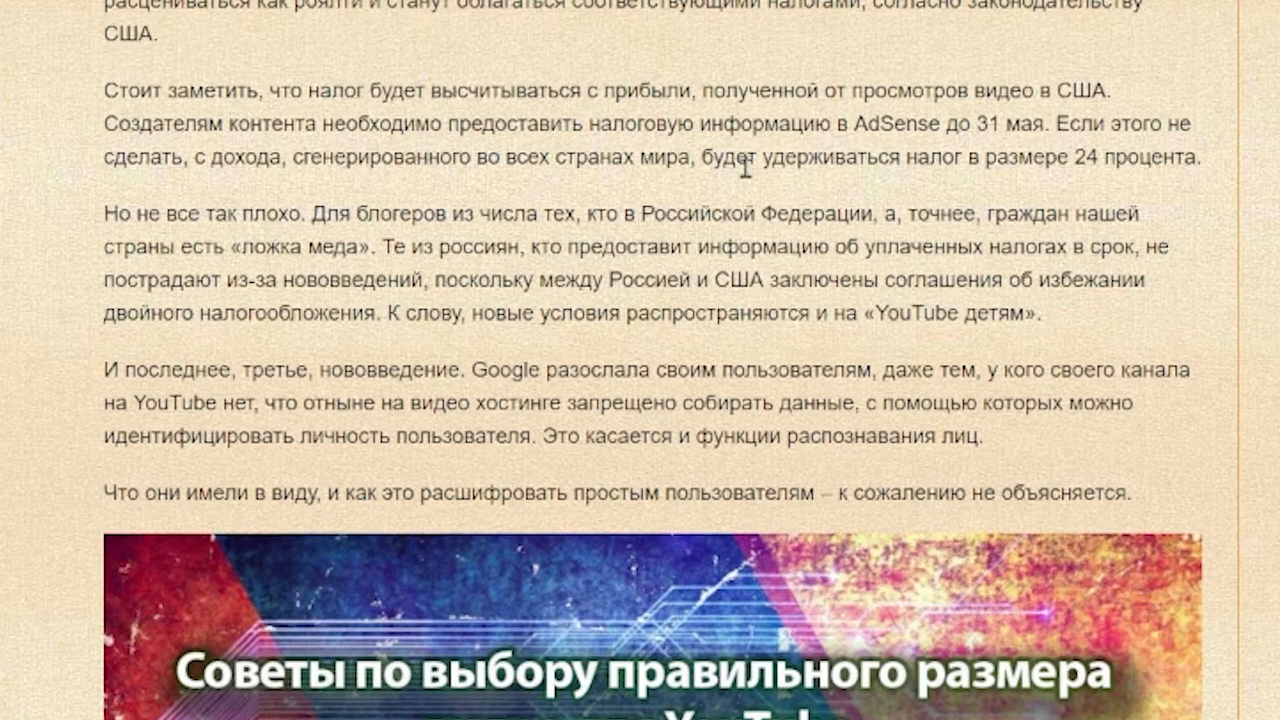 расцениваться как роялти и станут облагаться соответствующими налогами, согласно законодательству
США.
Стоит заметить, что налог будет высчитываться с прибыли, полученной от просмотров видео в США.
Создателям контента необходимо предоставить налоговую информацию в AdSense до 31 мая. Если этого не
сделать, с дохода, сгенерированного во всех странах мира, будет удерживаться налог в размере 24 процента.
Но не все так плохо. Для блогеров из числа тех, кто в Российской Федерации, а, точнее, граждан нашей
страны есть «ложка меда». Те из россиян, кто предоставит информацию об уплаченных налогах в срок, не
пострадают из-за нововведений, поскольку между Россией и США заключены соглашения об избежании
двойного налогообложения. К слову, новые условия распространяются и на «YouTube детям».
И последнее, третье, нововведение. Google разослала своим пользователям, даже тем, у кого своего канала
на YouTube нет, что отныне на видео хостинге запрещено собирать данные, с помощью которых можно
идентифицировать личность пользователя. Это касается и функции распознавания лиц.
Что они имели в виду, и как это расшифровать простым пользователям – к сожалению не объясняется.
Советы по выбору правильного размера